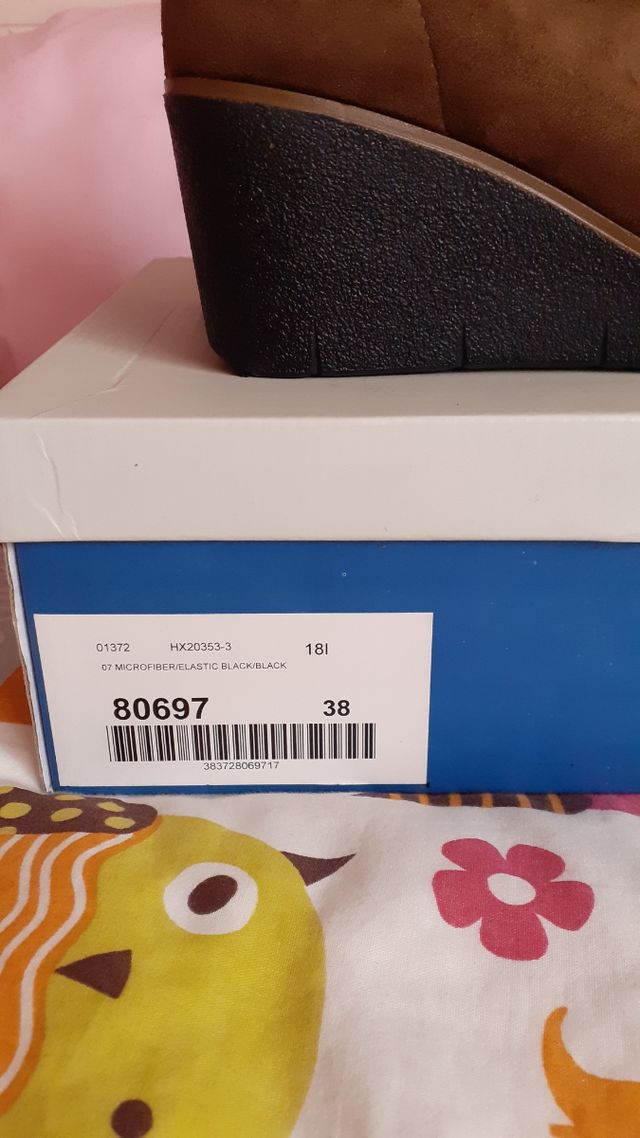 01372 HX20353-3 18I
07 MICROFIBER/ELASTIC BLACK/BLACK
80697 38
383728069717